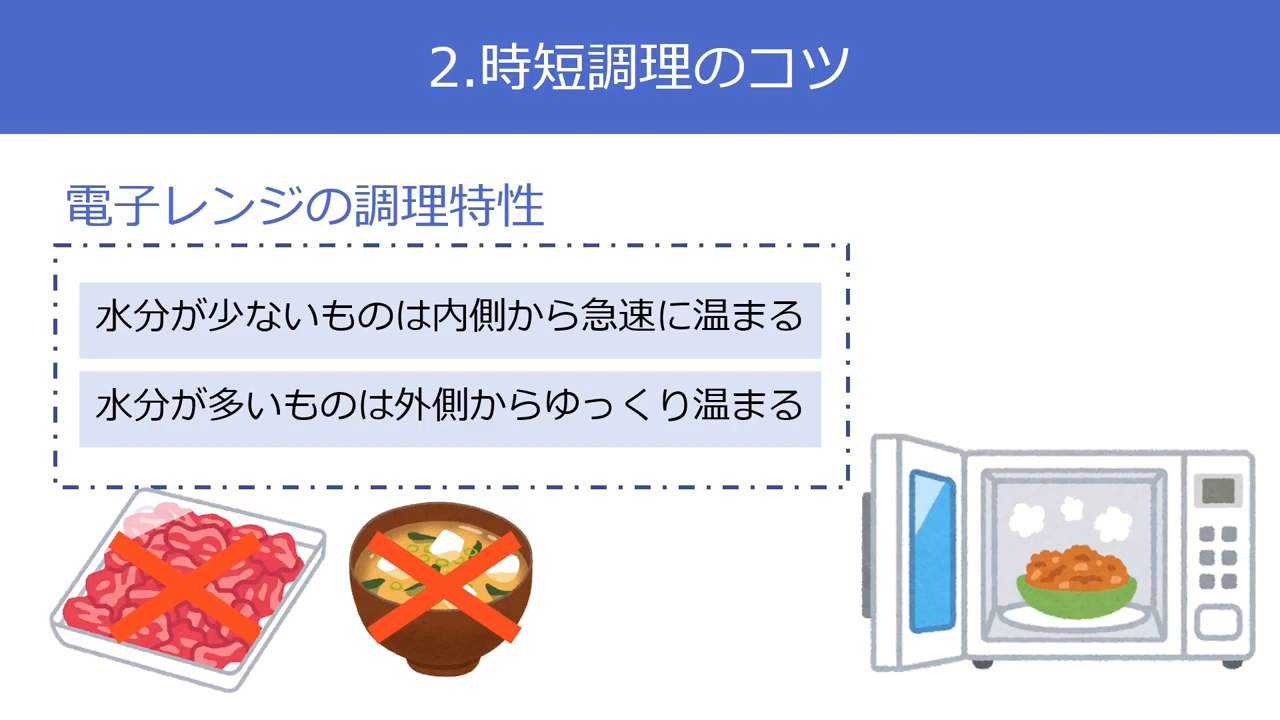 2.時短調理のコツ
電子レンジの調理特性
水分が少ないものは内側から急速に温まる
水分が多いものは外側からゆっくり温まる